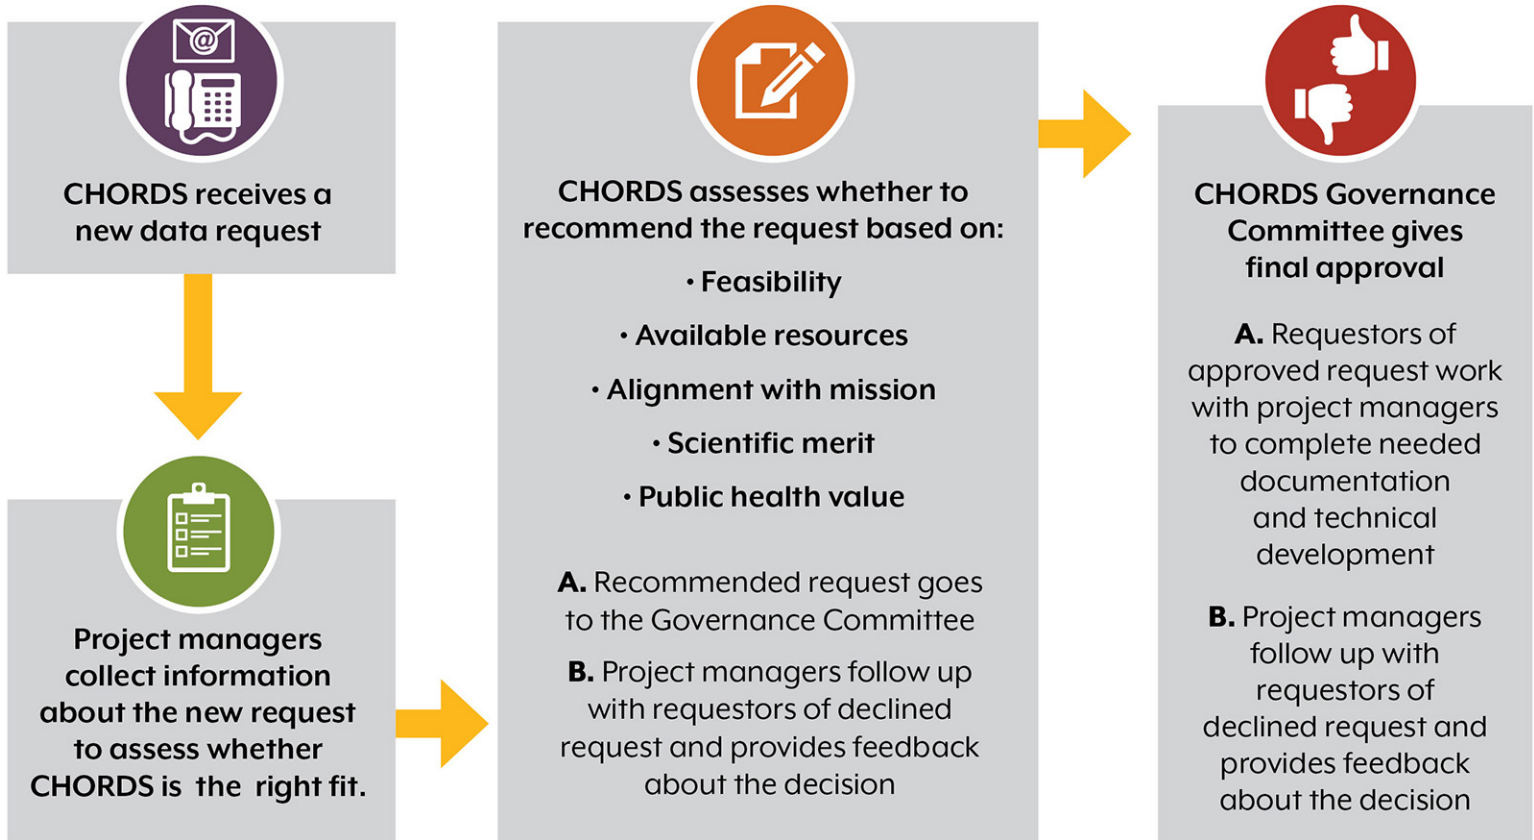 @
CHORDS receives a
new data request
Project managers
collect information
about the new request
to assess whether
CHORDS is the right fit.
CHORDS assesses whether to
recommend the request based on:
• Feasibility
• Available resources
• Alignment with mission
• Scientific merit
• Public health value
A. Recommended request goes
to the Governance Committee
B. Project managers follow up
with requestors of declined
request and provides feedback
about the decision
CHORDS Governance
Committee gives
final approval
A. Requestors of
approved request work
with project managers
to complete needed
documentation
and technical
development
B. Project managers
follow up with
requestors of
declined request and
provides feedback
about the decision